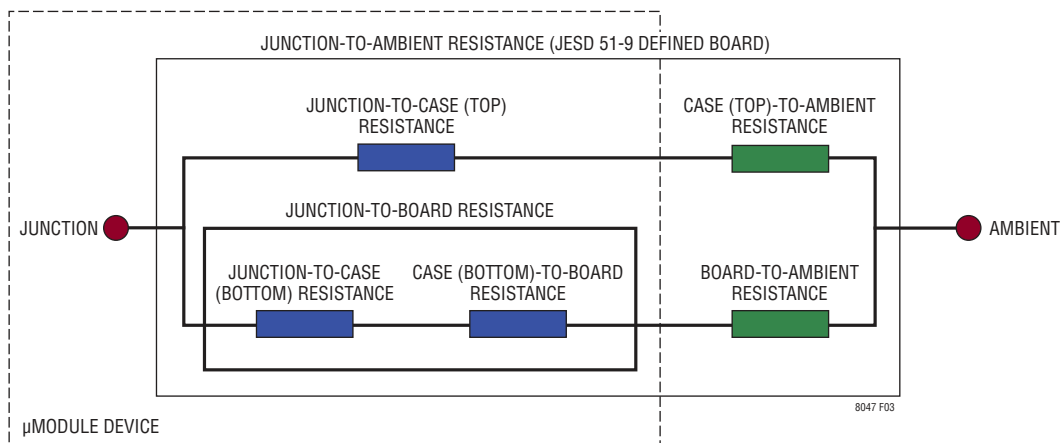 JUNCTION-TO-AMBIENT RESISTANCE (JESD 51-9 DEFINED BOARD)
JUNCTION-TO-CASE (TOP)
RESISTANCE
CASE (TOP)-TO-AMBIENT
RESISTANCE
JUNCTION-TO-BOARD RESISTANCE
JUNCTION
AMBIENT
JUNCTION-TO-CASE
(BOTTOM) RESISTANCE
CASE (BOTTOM)-TO-BOARD
RESISTANCE
BOARD-TO-AMBIENT
RESISTANCE
8047 F03
µMODULE DEVICE